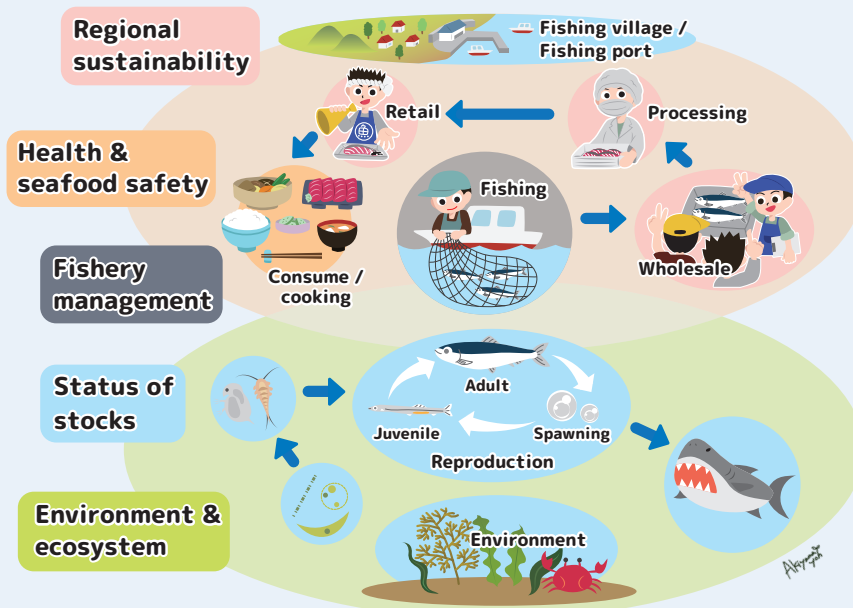 Regional
sustainability
Fishing village /
Fishing port
Retail
Processing
Health &
seafood safety
Fishing
Wholesale
Consume /
cooking
Fishery
management
Status of
stocks
Adult
Juvenile
Spawning
Reproduction
Environment &
ecosystem
Environment